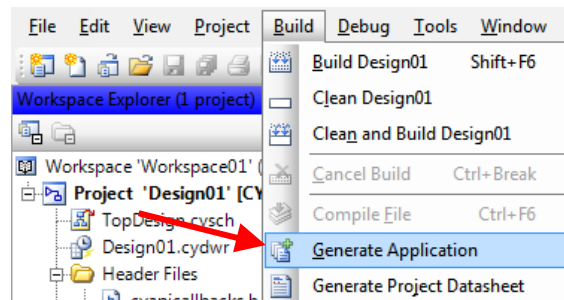 File Edit View Project Build Debug Tools Window
Build Design01 Shift+F6
Workspace Explorer (1 project)
Clean Design01
Clean and Build Design01
Workspace 'Workspace01' (
Cancel Build Ctrl+Break
Project 'Design01' [CY
TopDesign.cysch
Compile File Ctrl+F6
Design01.cydwr
Generate Application
Header Files
Generate Project Datasheet